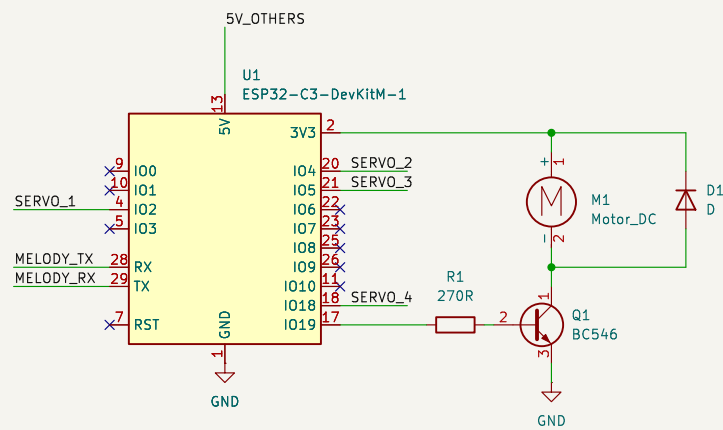 5V_OTHERS
U1
ESP32-C3-DevKitM-1
13
5V
3V3 2
9 IO0
10 IO1
SERVO_1 4 IO2
5 IO3
MELODY_TX 28 RX
MELODY_RX 29 TX
7 RST
IO4 20 SERVO_2
IO5 21 SERVO_3
IO6 22
IO7 23
IO8 25
IO9 26
IO10 11
IO18 18 SERVO_4
IO19 17
GND
1
GND
R1
270R
+ 1
M
M1
Motor_DC
- 2
D1
D
1
2
3
Q1
BC546
GND